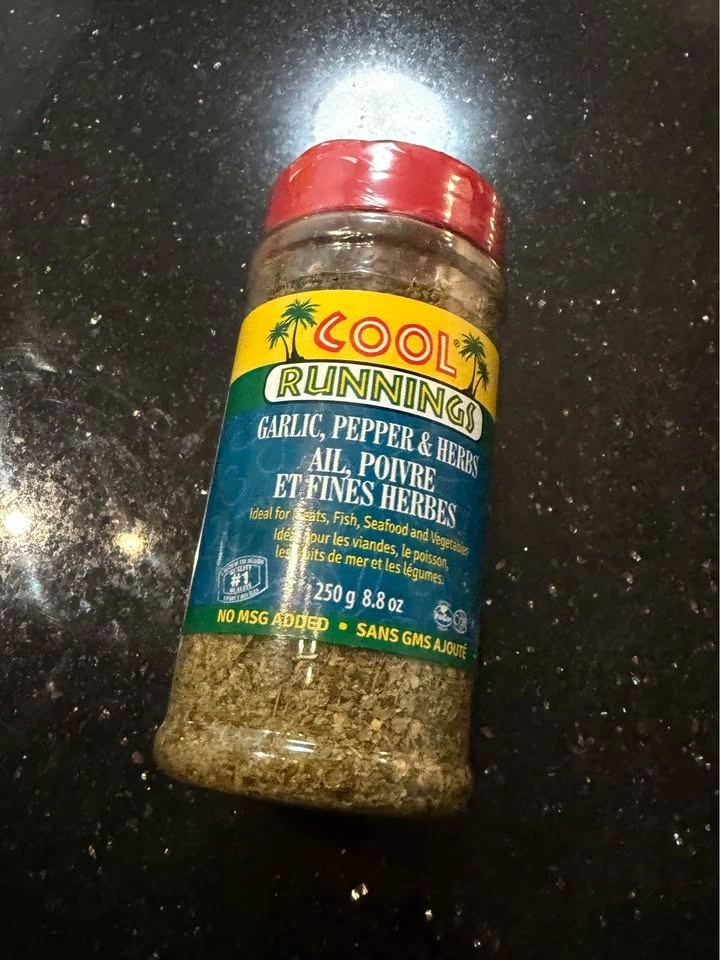 COOL®
RUNNINGS
GARLIC, PEPPER & HERBS
AIL, POIVRE
ET FINES HERBES
Ideal for Meats, Fish, Seafood and Vegetables
Idéal pour les viandes, le poisson,
les fruits de mer et les légumes.
#1
250 g 8.8 oz
NO MSG ADDED • SANS GMS AJOUTÉ